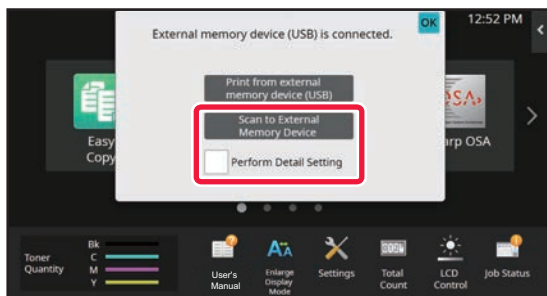 12:52 PM
External memory device (USB) is connected.
OK
Print from external
memory device (USB)
Scan to External
Memory Device
Perform Detail Setting
Easy
Copy
Sharp OSA
Toner
Quantity
Bk
C
M
Y
User's
Manual
Enlarge
Display
Mode
Settings
Total
Count
LCD
Control
Job Status